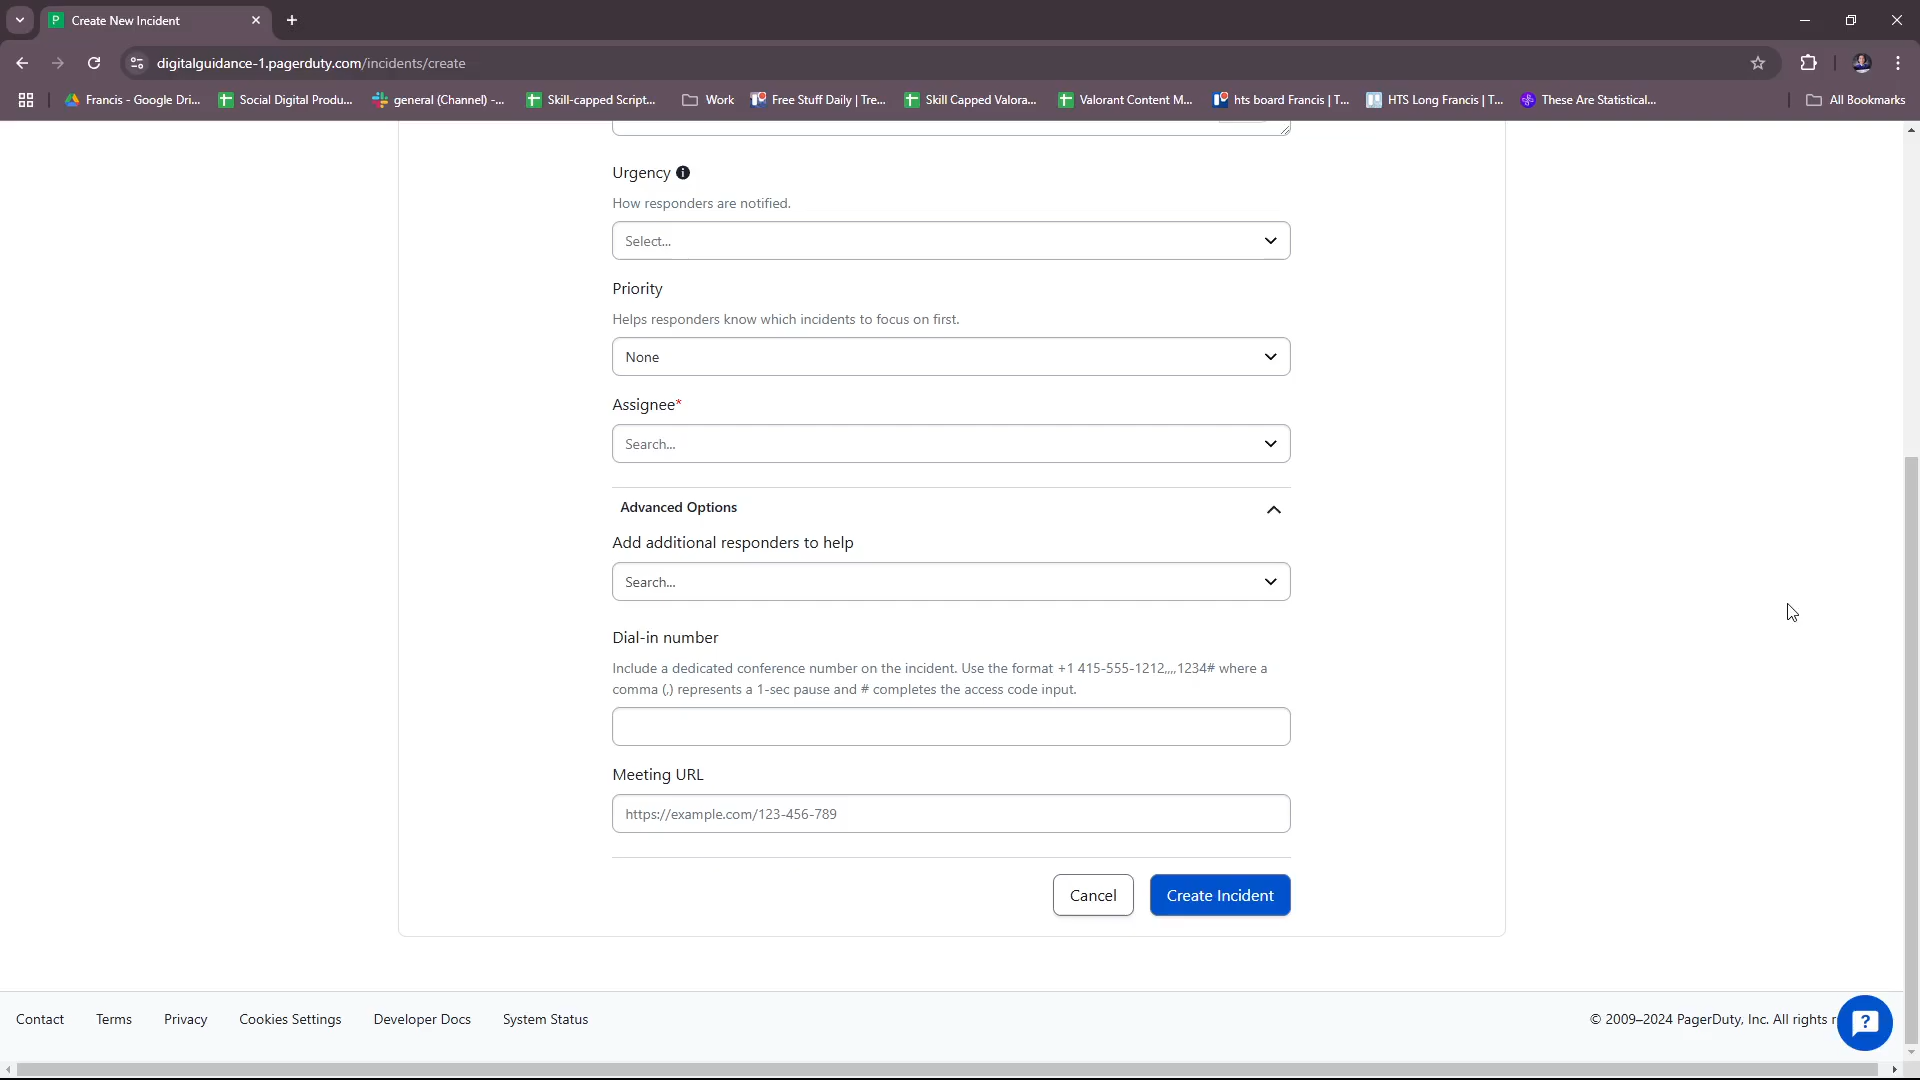 P Create New Incident
digitalguidance-1.pagerduty.com/incidents/create
Francis - Google Dri...
Social Digital Produ...
general (Channel) -...
Skill-capped Script...
Work
Free Stuff Daily | Tre...
Skill Capped Valora...
Valorant Content M...
hts board Francis | T...
HTS Long Francis | T...
These Are Statistical...
All Bookmarks
Urgency
How responders are notified.
Select...
Priority
Helps responders know which incidents to focus on first.
None
Assignee*
Search...
Advanced Options
Add additional responders to help
Search...
Dial-in number
Include a dedicated conference number on the incident. Use the format +1 415-555-1212,,,,1234# where a
comma (,) represents a 1-sec pause and # completes the access code input.
Meeting URL
https://example.com/123-456-789
Cancel
Create Incident
Contact
Terms
Privacy
Cookies Settings
Developer Docs
System Status
© 2009–2024 PagerDuty, Inc. All rights r